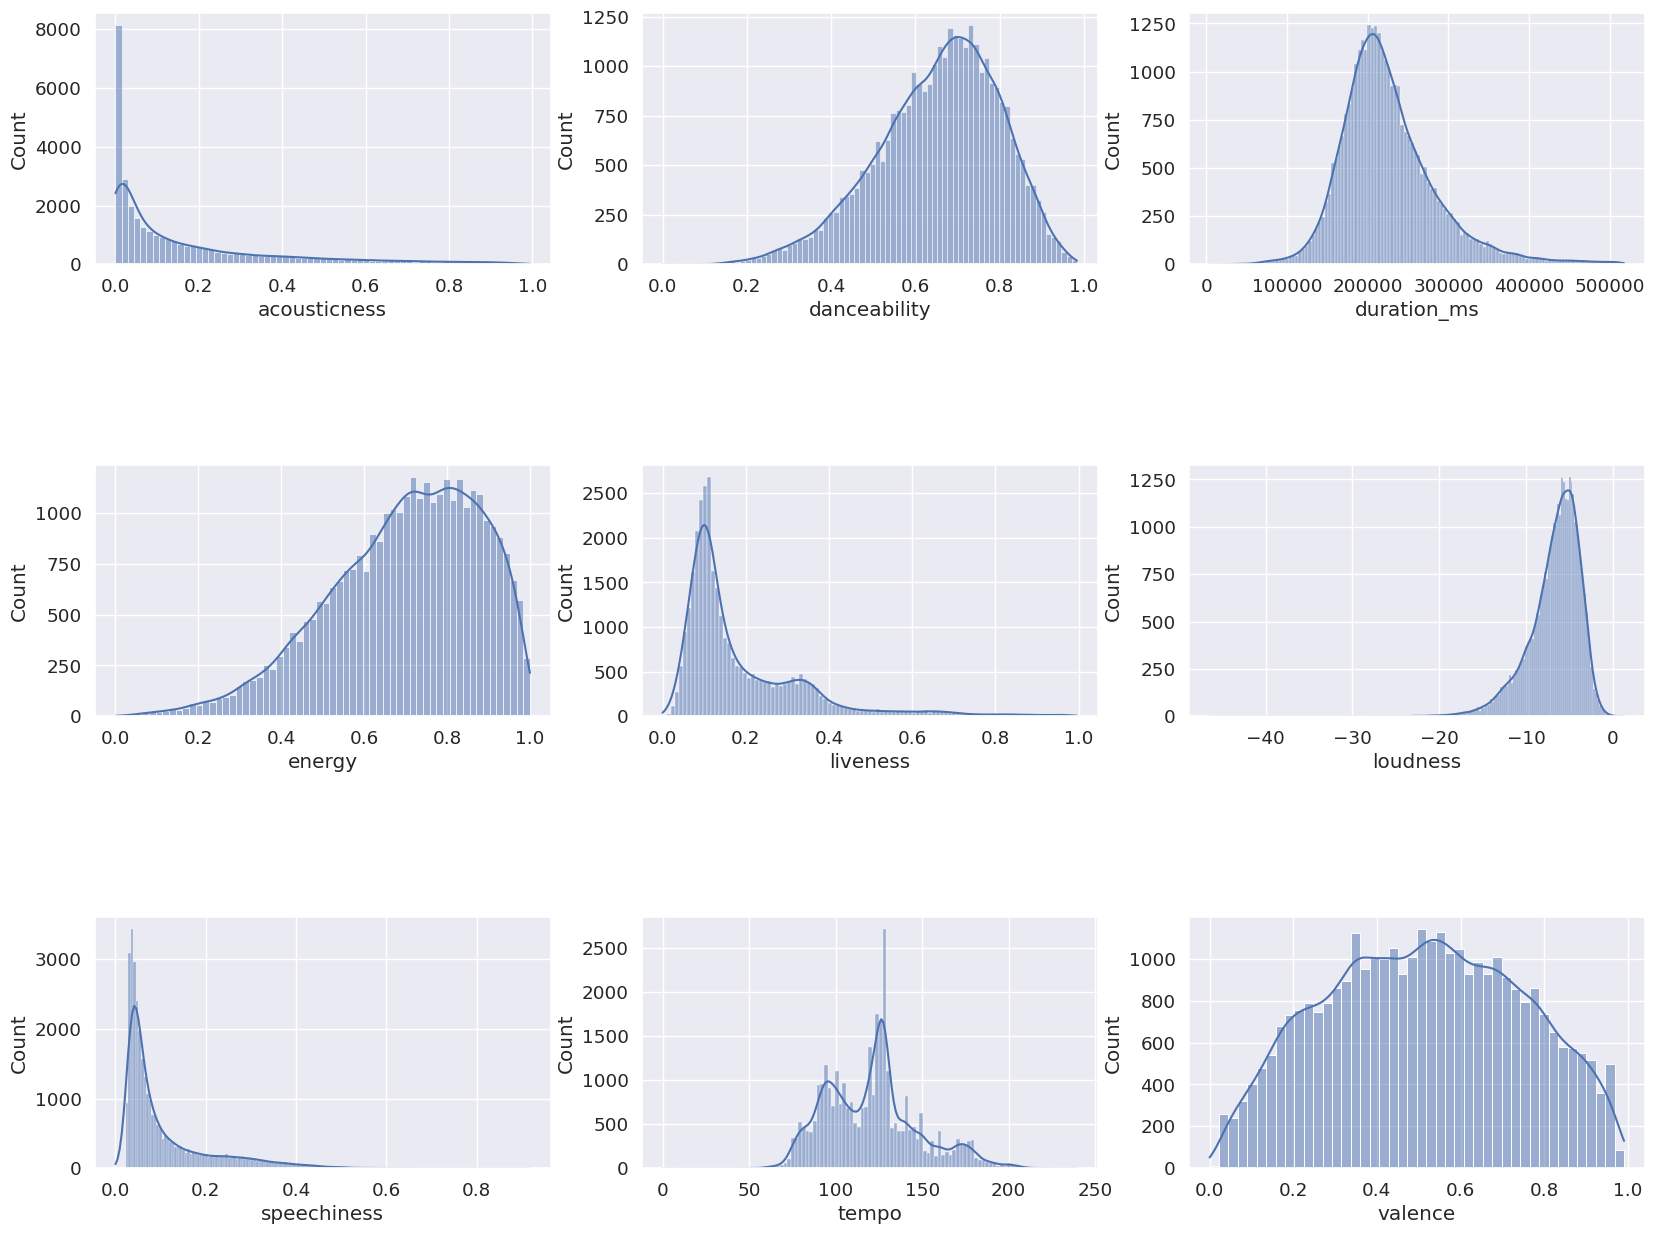 8000
6000
4000
2000
0
Count
0.0 0.2 0.4 0.6 0.8 1.0
acousticness
1250
1000
750
500
250
0
Count
0.0 0.2 0.4 0.6 0.8 1.0
danceability
1250
1000
750
500
250
0
Count
0 100000 200000 300000 400000 500000
duration_ms
1000
750
500
250
0
Count
0.0 0.2 0.4 0.6 0.8 1.0
energy
2500
2000
1500
1000
500
0
Count
0.0 0.2 0.4 0.6 0.8 1.0
liveness
1250
1000
750
500
250
0
Count
−40 −30 −20 −10 0
loudness
3000
2000
1000
0
Count
0.0 0.2 0.4 0.6 0.8
speechiness
2500
2000
1500
1000
500
0
Count
0 50 100 150 200 250
tempo
1000
800
600
400
200
0
Count
0.0 0.2 0.4 0.6 0.8 1.0
valence